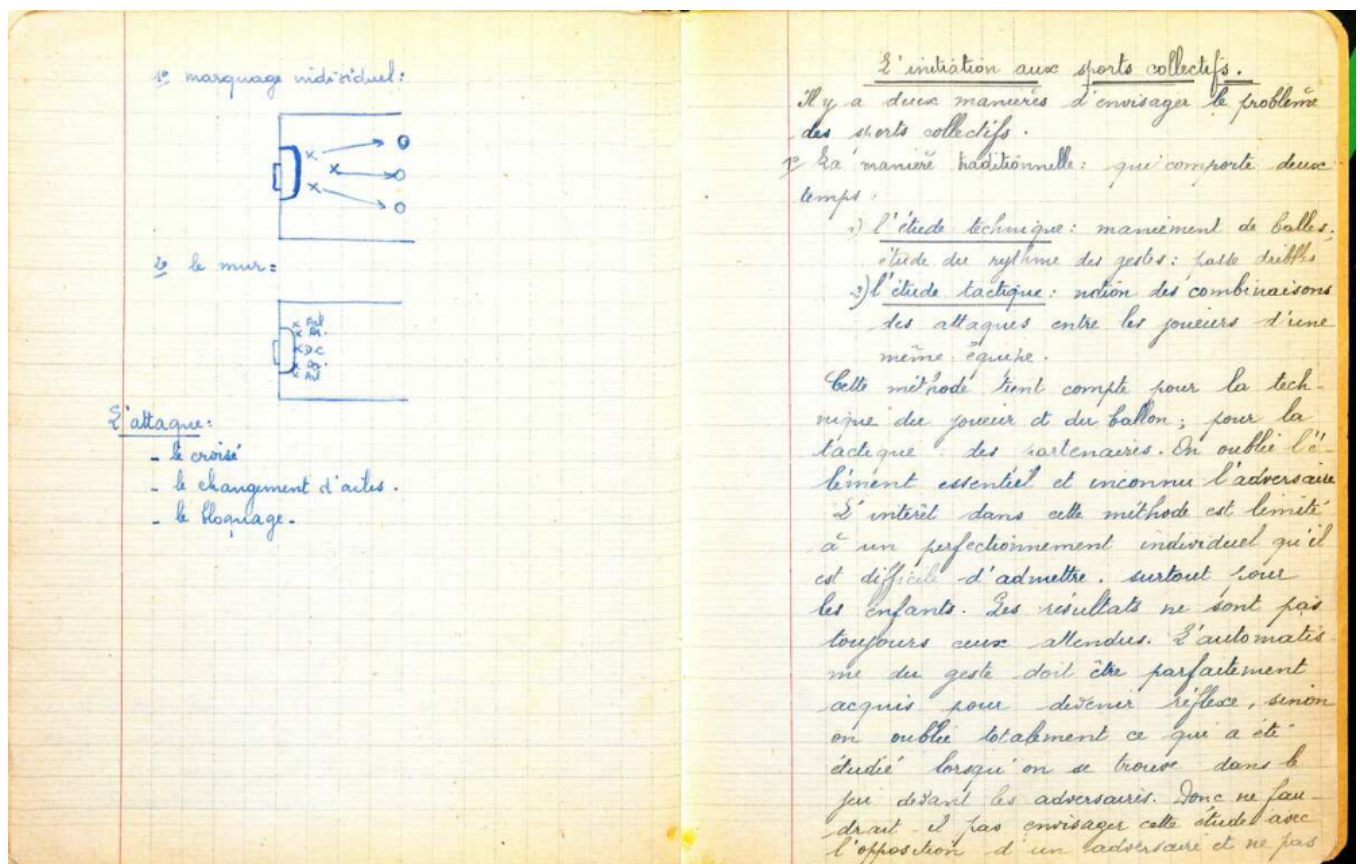 1º marquage individuel:
2º le mur:
x Ail
x Ar.
x D.C
x
x Ail
L'attaque:
- le croisé
- le changement d'ailes.
- le bloquage.
L'initiation aux sports collectifs.
Il y a deux manières d'envisager le problème
des sports collectifs.
1º La manière traditionnelle: qui comporte deux
temps:
1) l'étude technique: maniement de balles,
étude du rythme des gestes: passe dribbles
2) l'étude tactique: notion des combinaisons
des attaques entre les joueurs d'une
même équipe.
Cette méthode tient compte pour la tech-
nique du joueur et du ballon; pour la
tactique: des partenaires. On oublie l'é-
lément essentiel et inconnu l'adversaire
L'intérêt dans cette méthode est limité
à un perfectionnement individuel qu'il
est difficile d'admettre. surtout pour
les enfants. Les résultats ne sont pas
toujours ceux attendus. L'automatis-
me du geste doit être parfaitement
acquis pour devenir réflexe, sinon
on oublie totalement ce qui a été
étudié lorsqu'on se trouve dans le
jeu devant les adversaires. Donc ne fau-
drait-il pas envisager cette étude avec
l'opposition d'un adversaire et ne pas